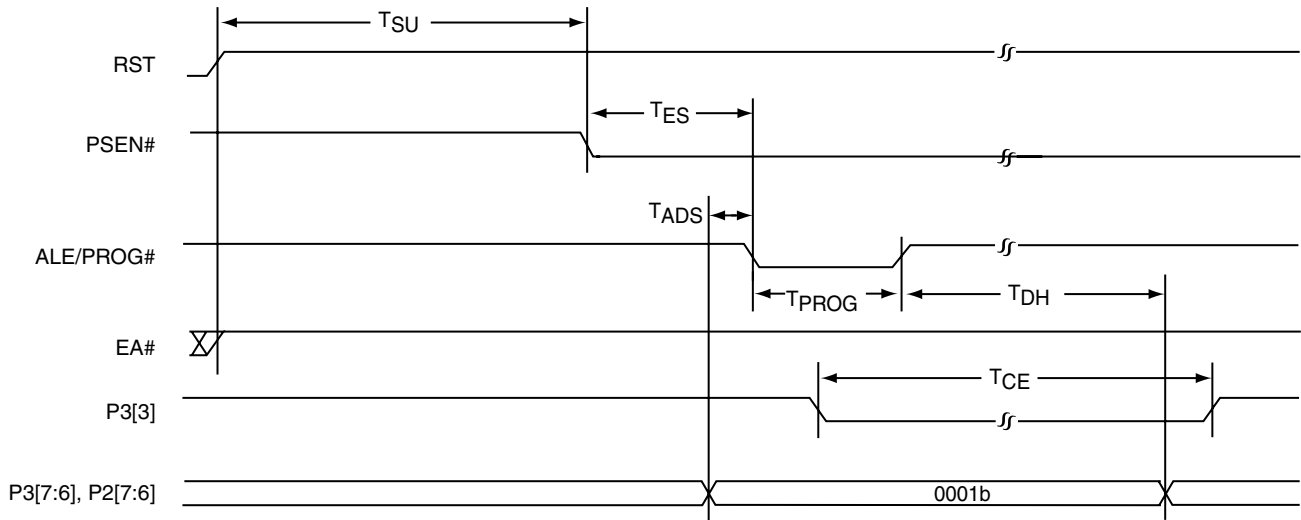 TSU
RST
TES
PSEN#
TADS
ALE/PROG#
TPROG
TDH
EA#
TCE
P3[3]
P3[7:6], P2[7:6]
0001b